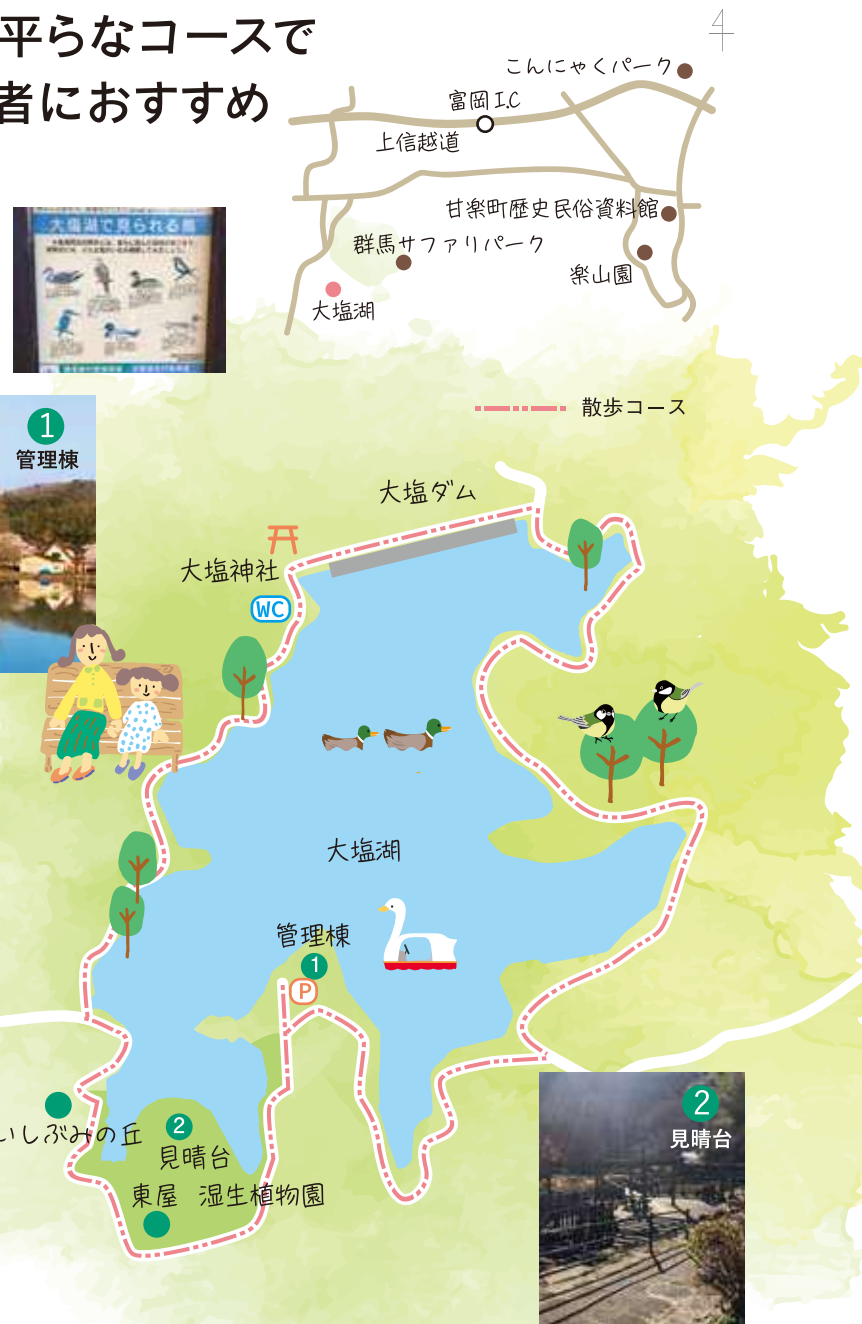 平らなコースで
者におすすめ
4
こんにゃくパーク
富岡I.C
上信越道
甘楽町歴史民俗資料館
群馬サファリパーク
楽山園
大塩湖
大塩湖で見られる鳥
散歩コース
1
管理棟
大塩ダム
大塩神社
WC
大塩湖
管理棟
1
P
いしぶみの丘
2
見晴台
東屋 湿生植物園
2
見晴台